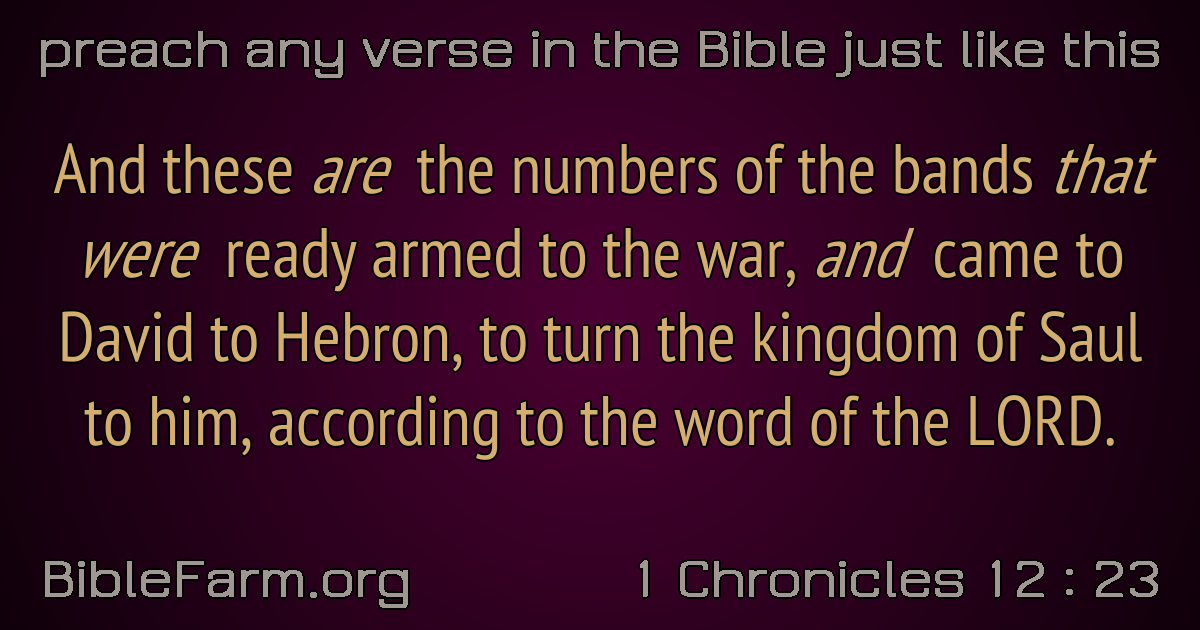 preach any verse in the Bible just like this
And these are the numbers of the bands that
were ready armed to the war, and came to
David to Hebron, to turn the kingdom of Saul
to him, according to the word of the LORD.
BibleFarm.org
1 Chronicles 12 : 23